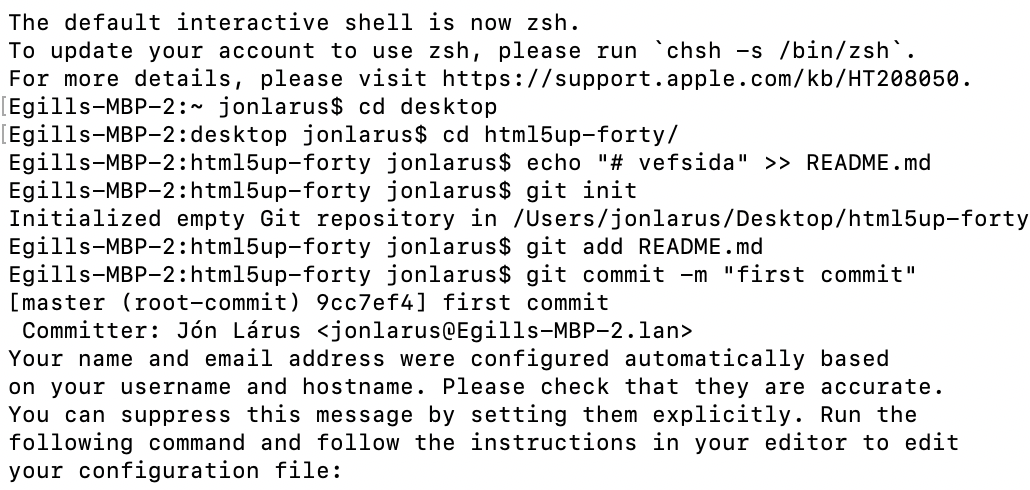 The default interactive shell is now zsh.
To update your account to use zsh, please run `chsh -s /bin/zsh`.
For more details, please visit https://support.apple.com/kb/HT208050.
[Egills-MBP-2:~ jonlarus$ cd desktop
[Egills-MBP-2:desktop jonlarus$ cd html5up-forty/
Egills-MBP-2:html5up-forty jonlarus$ echo "# vefsida" >> README.md
Egills-MBP-2:html5up-forty jonlarus$ git init
Initialized empty Git repository in /Users/jonlarus/Desktop/html5up-forty
Egills-MBP-2:html5up-forty jonlarus$ git add README.md
Egills-MBP-2:html5up-forty jonlarus$ git commit -m "first commit"
[master (root-commit) 9cc7ef4] first commit
 Committer: Jón Lárus <jonlarus@Egills-MBP-2.lan>
Your name and email address were configured automatically based
on your username and hostname. Please check that they are accurate.
You can suppress this message by setting them explicitly. Run the
following command and follow the instructions in your editor to edit
your configuration file: